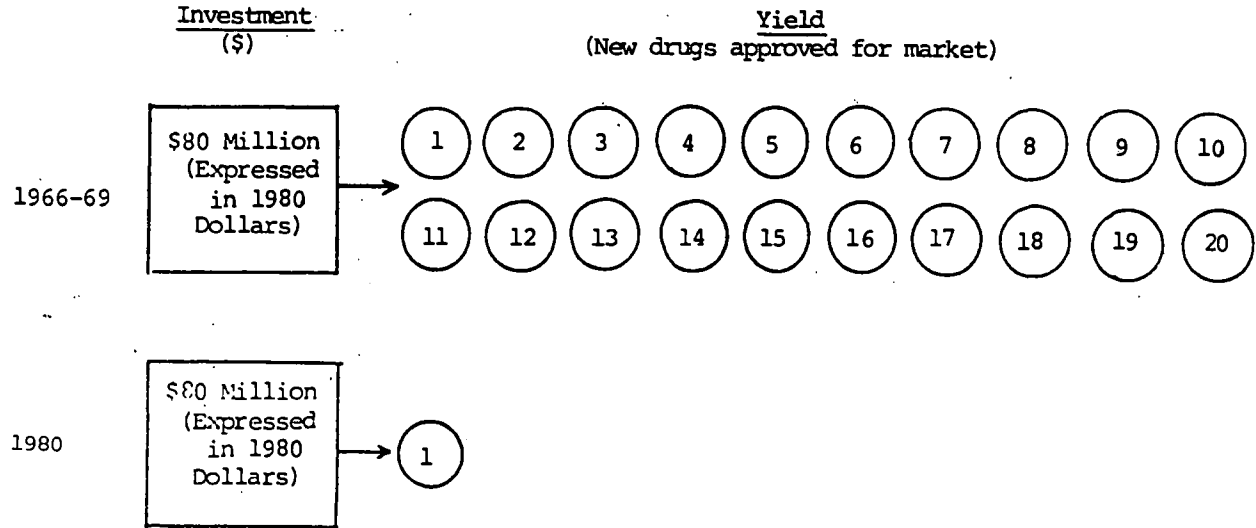 Investment
($)
Yield
(New drugs approved for market)
1966-69
$80 Million
(Expressed
in 1980
Dollars)
1 2 3 4 5 6 7 8 9 10
11 12 13 14 15 16 17 18 19 20
1980
$80 Million
(Expressed
in 1980
Dollars)
1